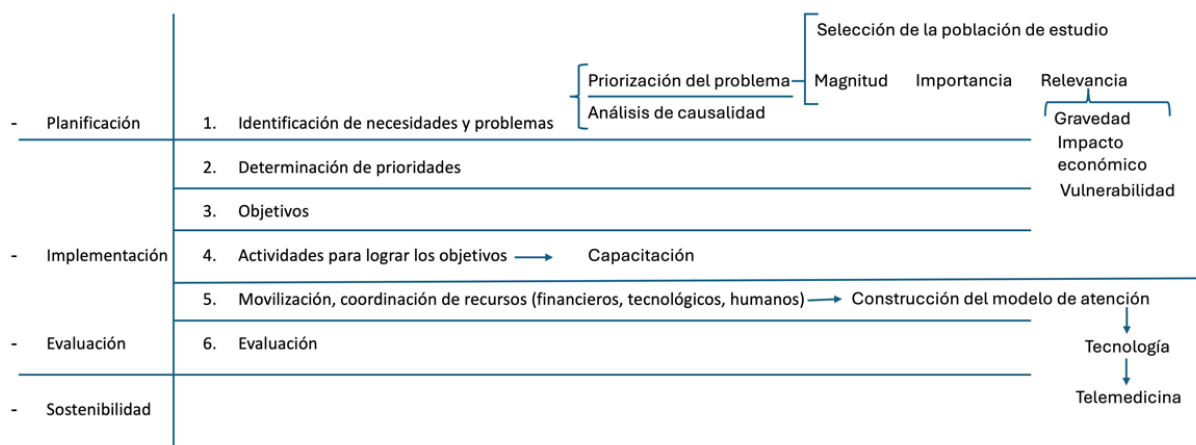 Selección de la población de estudio
Priorización del problema
Magnitud Importancia Relevancia
Análisis de causalidad
Gravedad
Impacto
económico
Vulnerabilidad
- Planificación 1. Identificación de necesidades y problemas
2. Determinación de prioridades
3. Objetivos
- Implementación 4. Actividades para lograr los objetivos Capacitación
5. Movilización, coordinación de recursos (financieros, tecnológicos, humanos) Construcción del modelo de atención
Tecnología
Telemedicina
- Evaluación 6. Evaluación
- Sostenibilidad